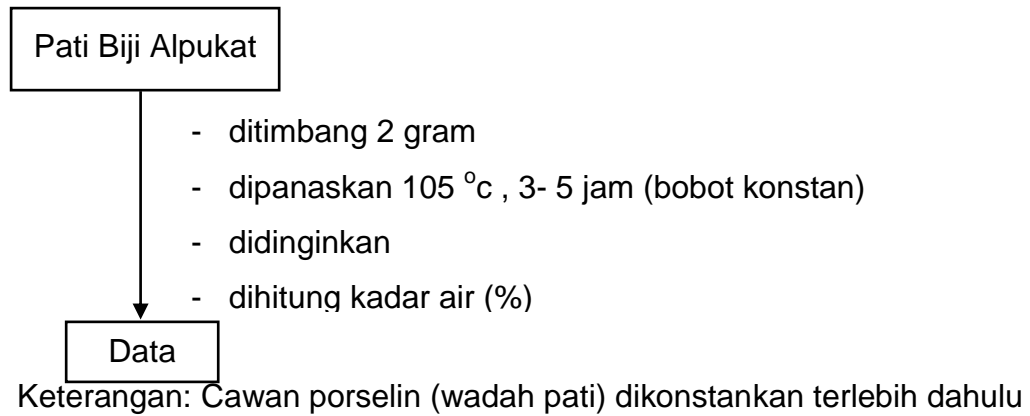 Pati Biji Alpukat
- ditimbang 2 gram
- dipanaskan 105 °c , 3- 5 jam (bobot konstan)
- didinginkan
- dihitung kadar air (%)
Data
Keterangan: Cawan porselin (wadah pati) dikonstankan terlebih dahulu